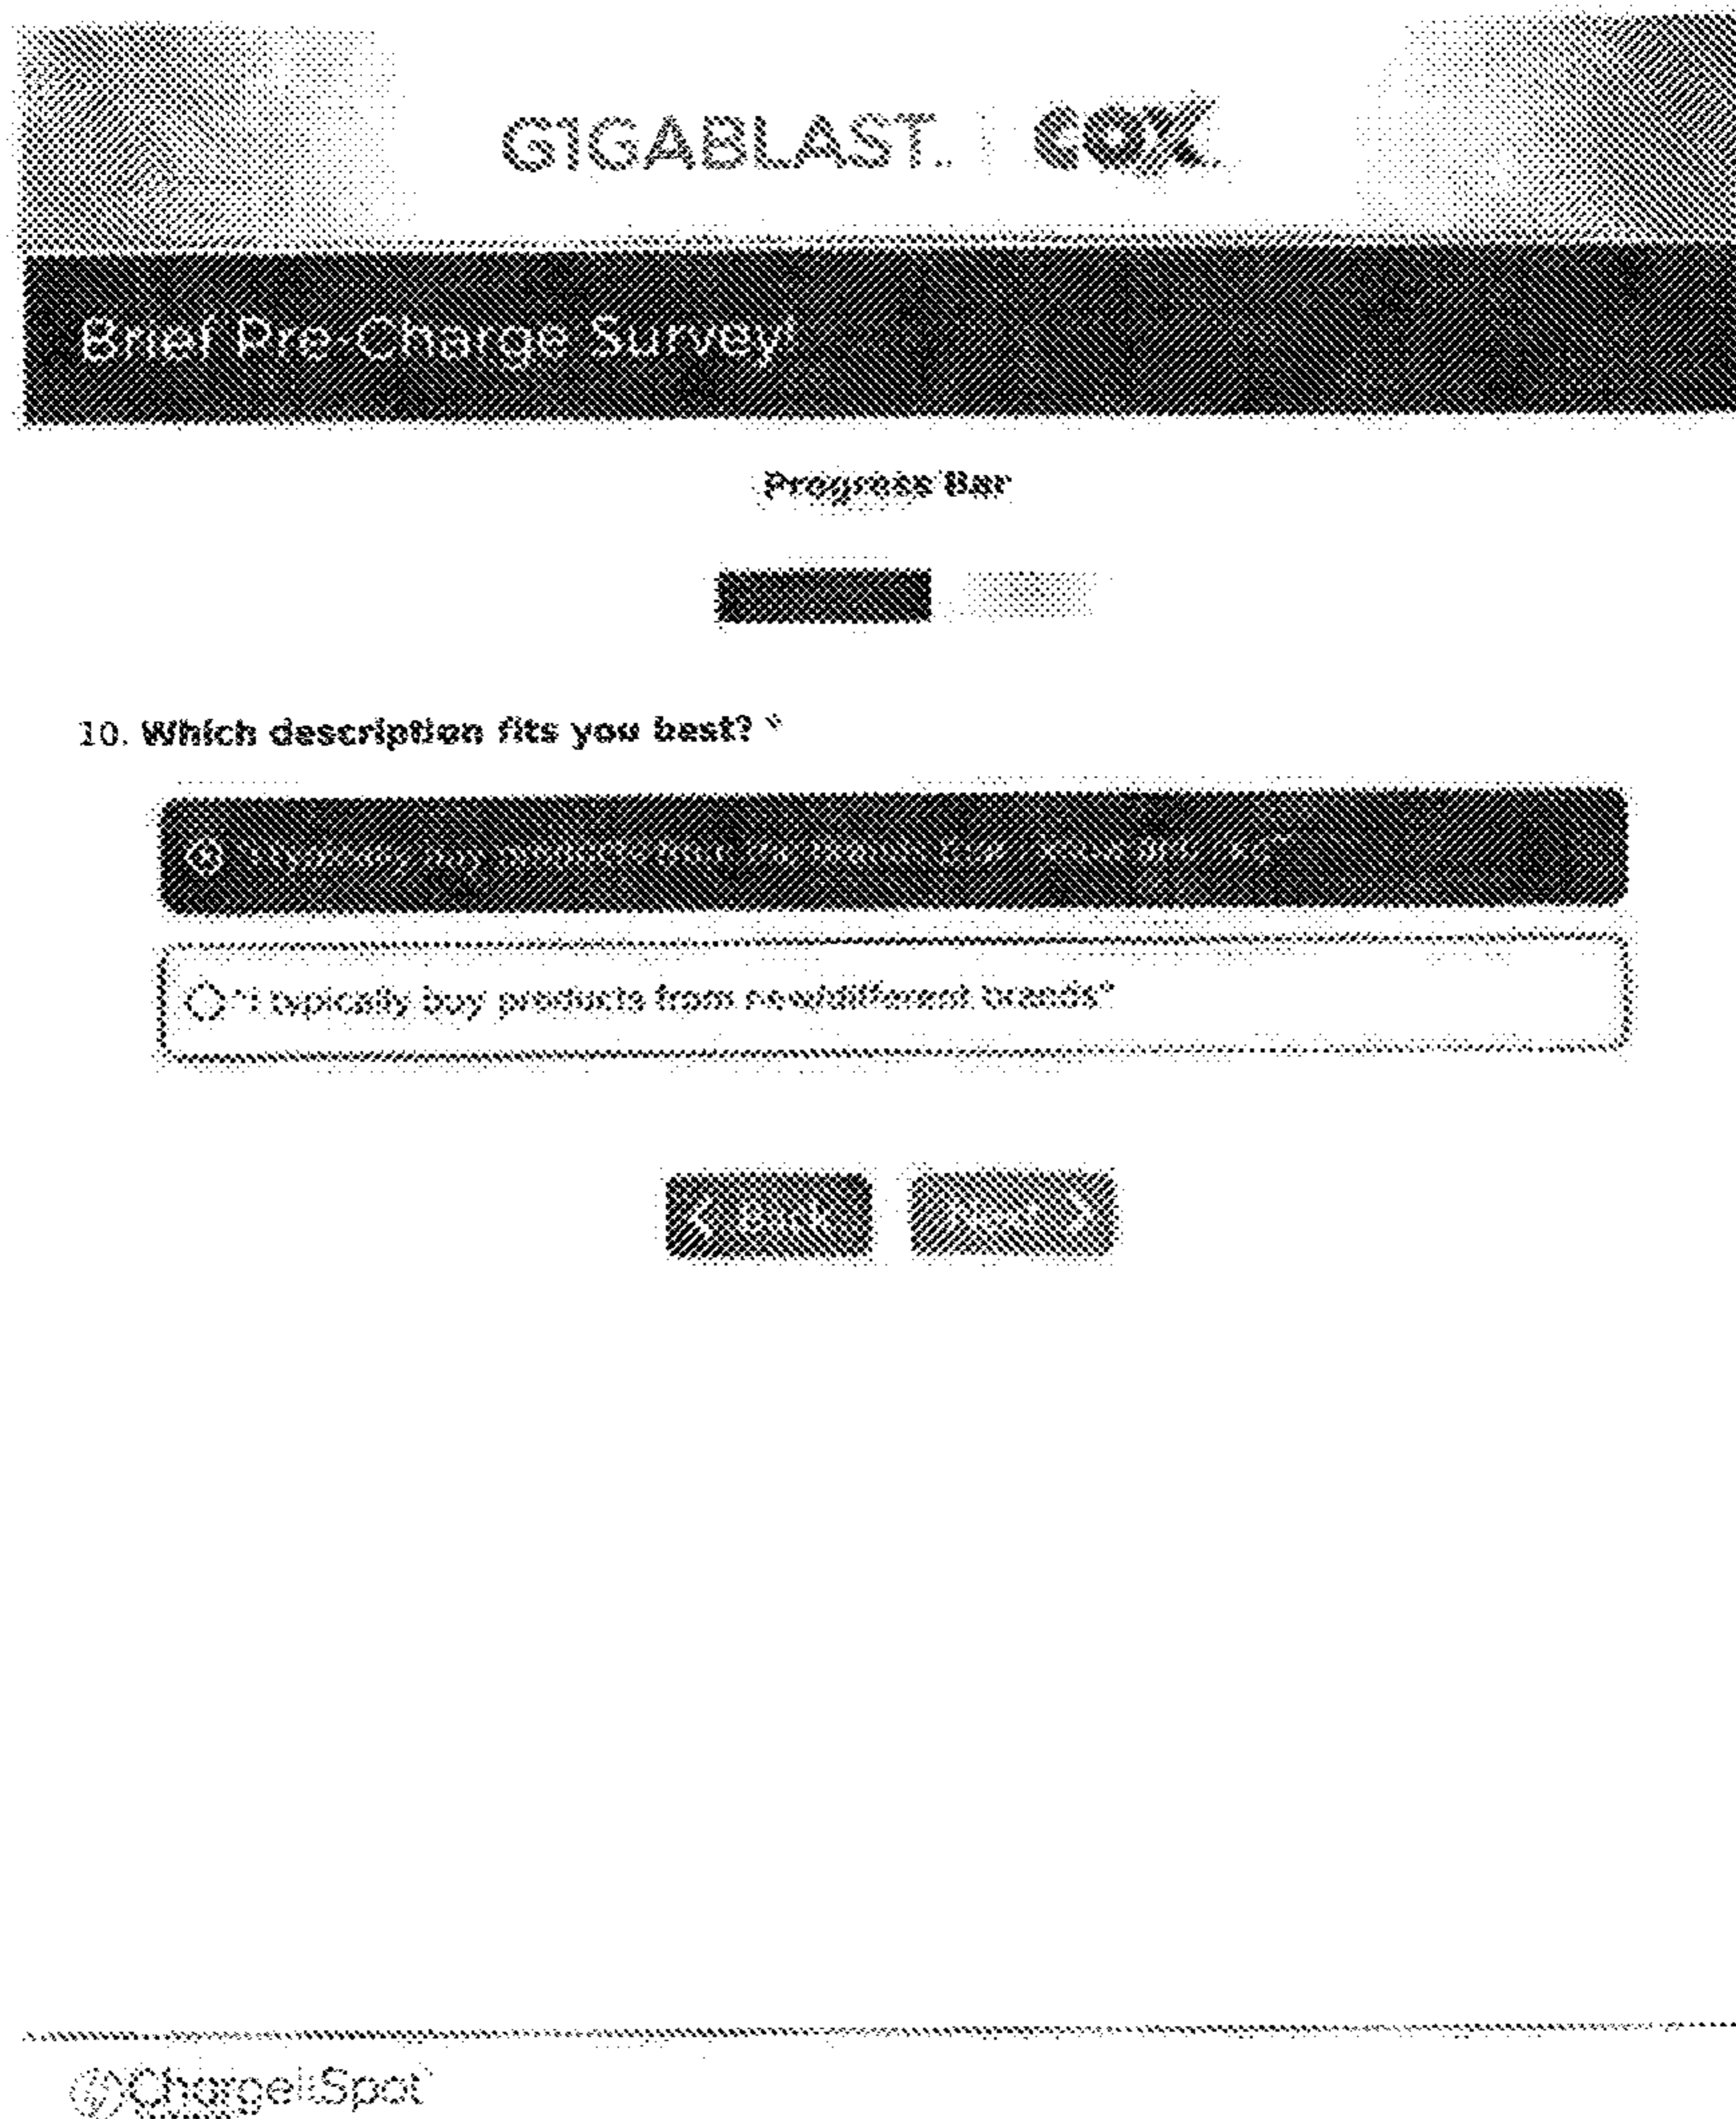 GIGABLAST. COX
Brief Pre-Charge Survey!
Progress Bar
10. Which description fits you best? *
"I typically buy products from new/different brands"
ChargeItSpot